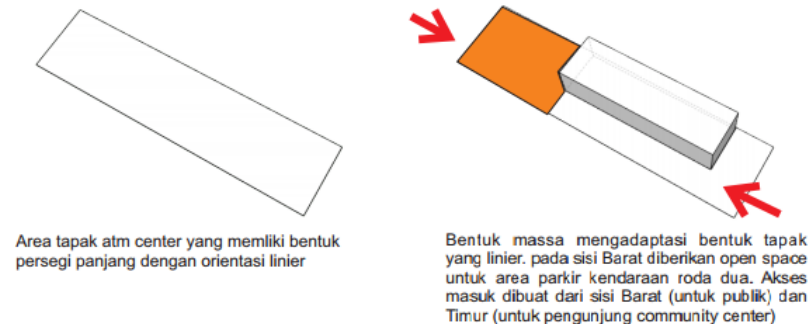 Area tapak atm center yang memliki bentuk
persegi panjang dengan orientasi linier
Bentuk massa mengadaptasi bentuk tapak
yang linier. pada sisi Barat diberikan open space
untuk area parkir kendaraan roda dua. Akses
masuk dibuat dari sisi Barat (untuk publik) dan
Timur (untuk pengunjung community center)